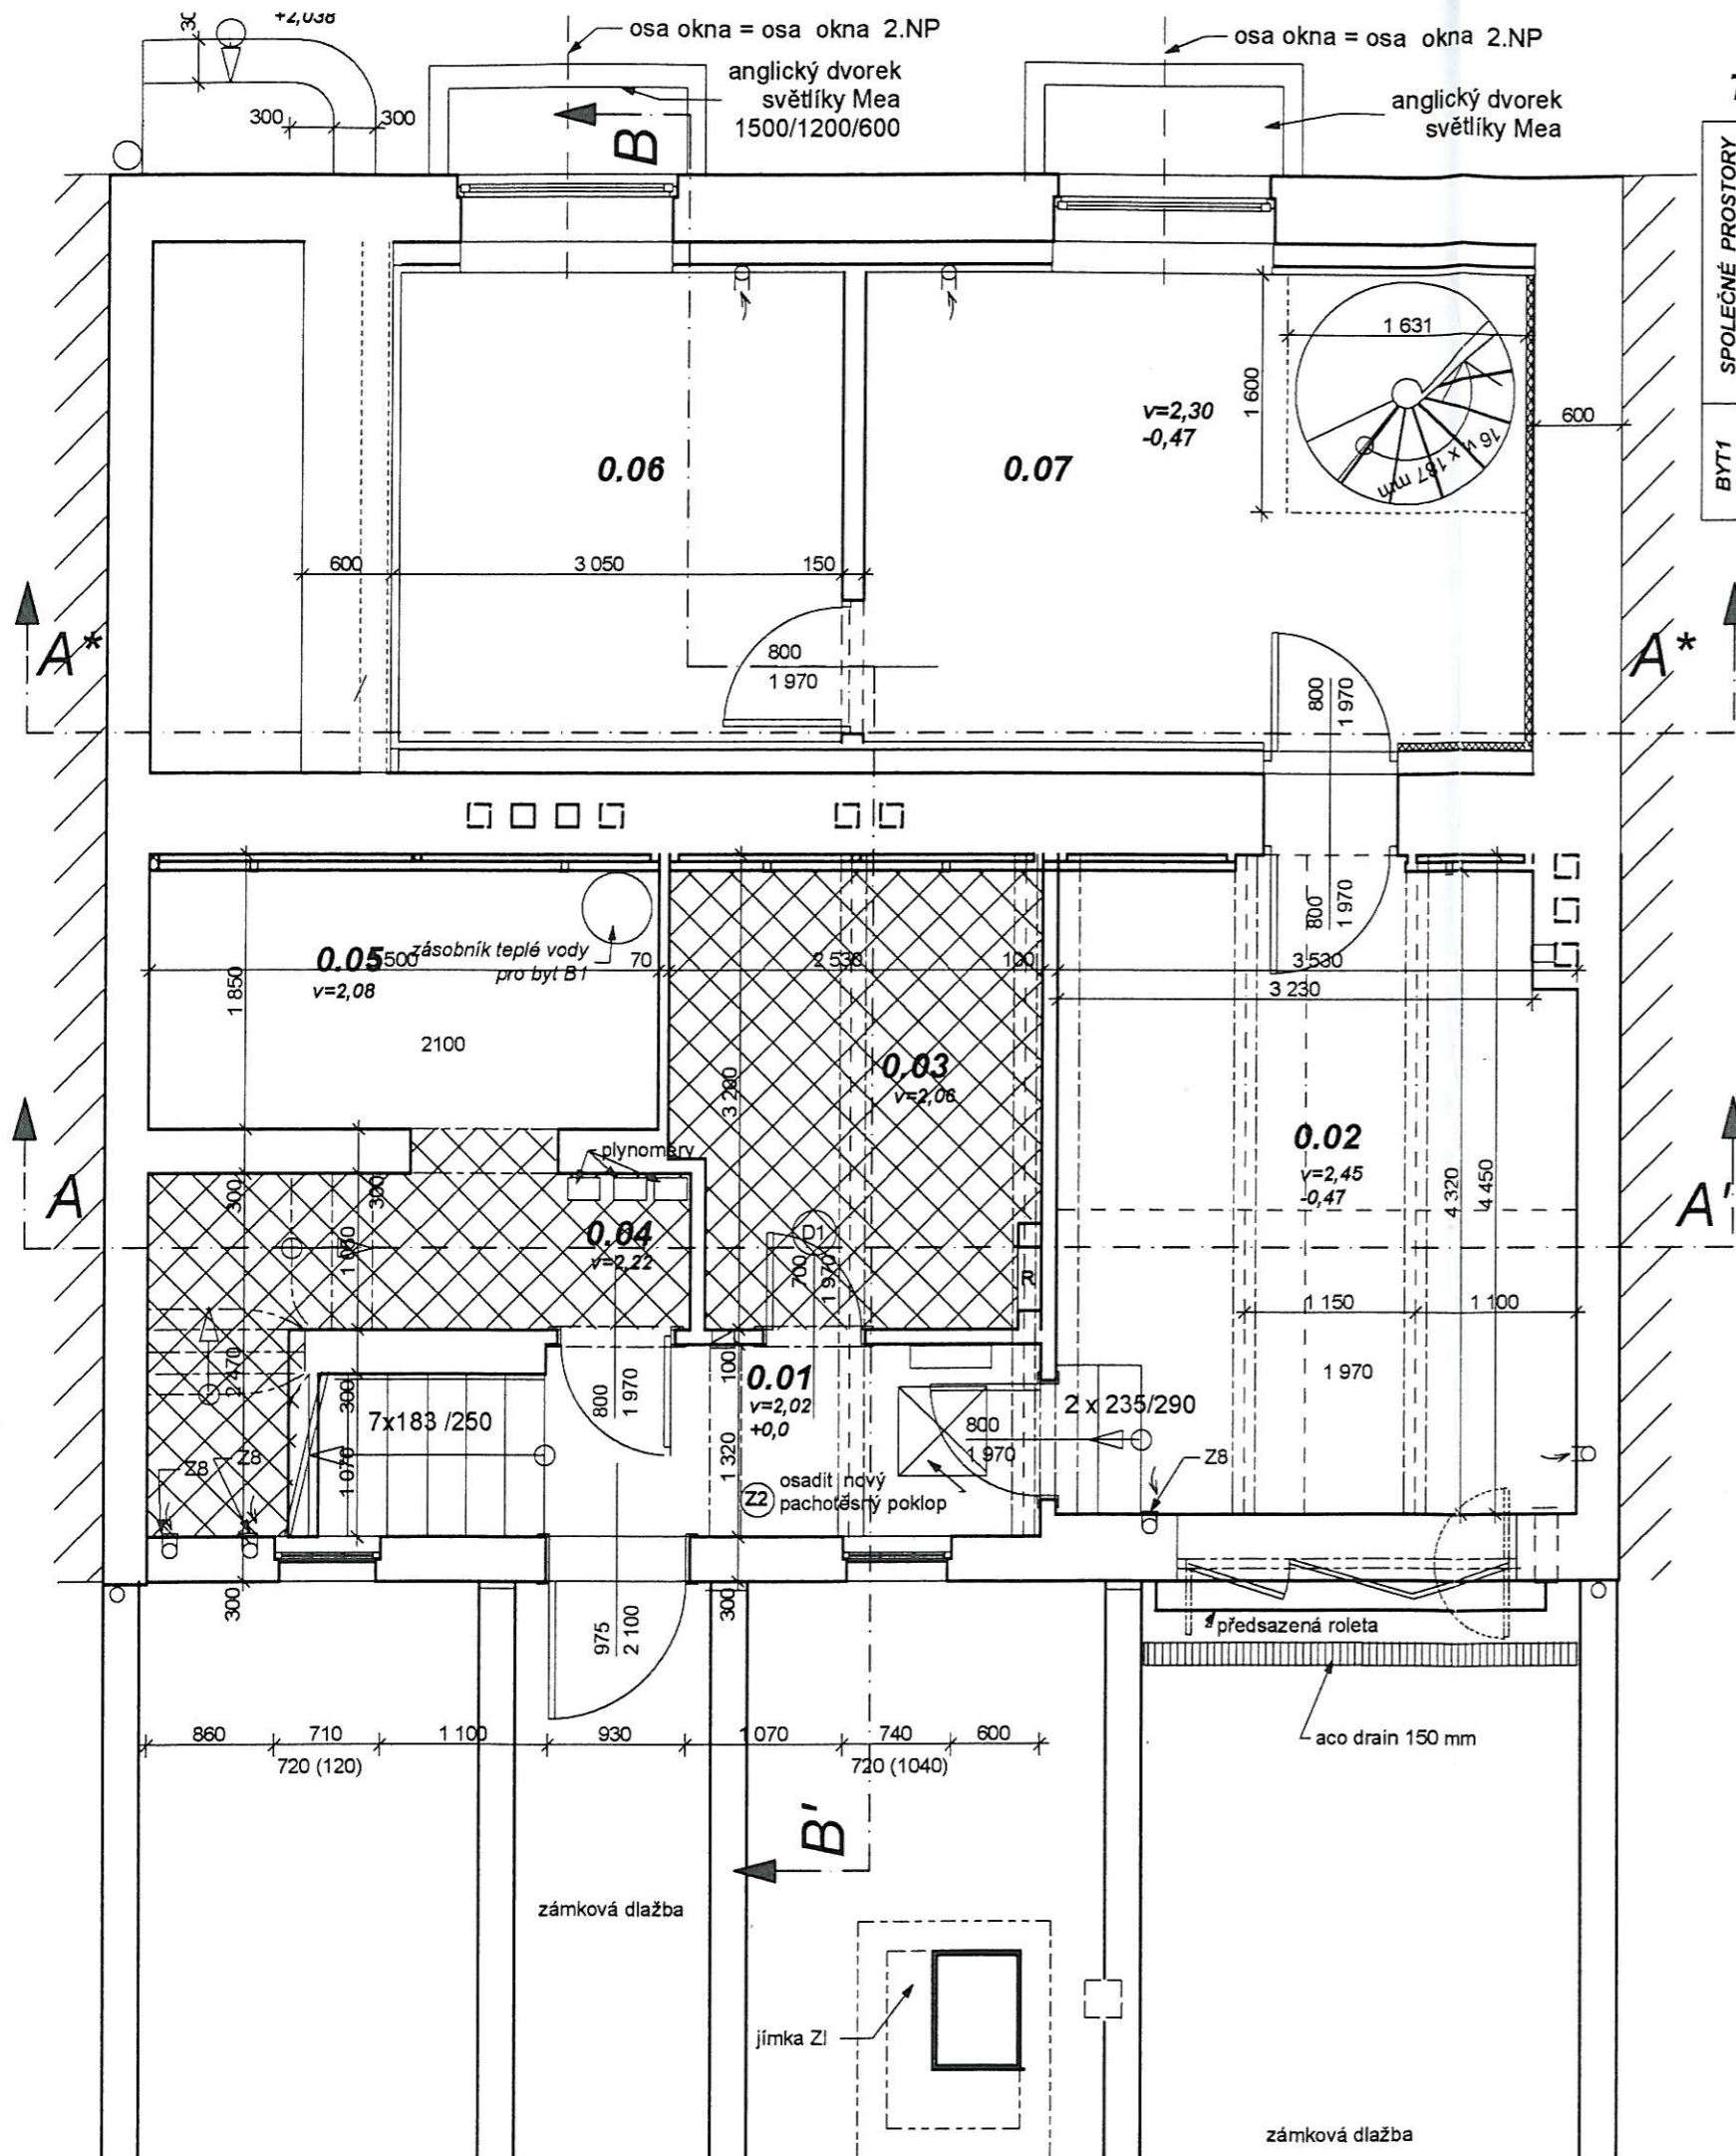 +2,038
osa okna = osa okna 2.NP
osa okna = osa okna 2.NP
anglický dvorek
světlíky Mea
1500/1200/600
anglický dvorek
světlíky Mea
300
300
B
SPOLEČNÉ PROSTORY
BYT1
1 631
1 600
v=2,30
-0,47
600
16 v x 187 mm
0.06
0.07
600
3 050
150
A*
A*
800
1 970
800
1 970
800
1 970
0.05
500
v=2,08
zásobník teplé vody
pro byt B1
70
2 530
100
3 530
3 230
1 850
2100
0.03
v=2,06
3 200
0.02
v=2,45
-0,47
4 320
4 450
plynoměry
A
A'
300
300
0.04
v=2,22
1 080
D1
700
1 970
R
1 150
1 100
2 470
1 970
0.01
v=2,02
+0,0
100
800
1 970
300
7x183 /250
2 x 235/290
800
1 970
1 070
1 320
Z8
Z8
Z8
Z2
osadit nový
pachotěsný poklop
300
975
2 100
300
předsazená roleta
aco drain 150 mm
860
710
1 100
930
1 070
740
600
720 (120)
720 (1040)
B'
zámková dlažba
jímka Zl
zámková dlažba